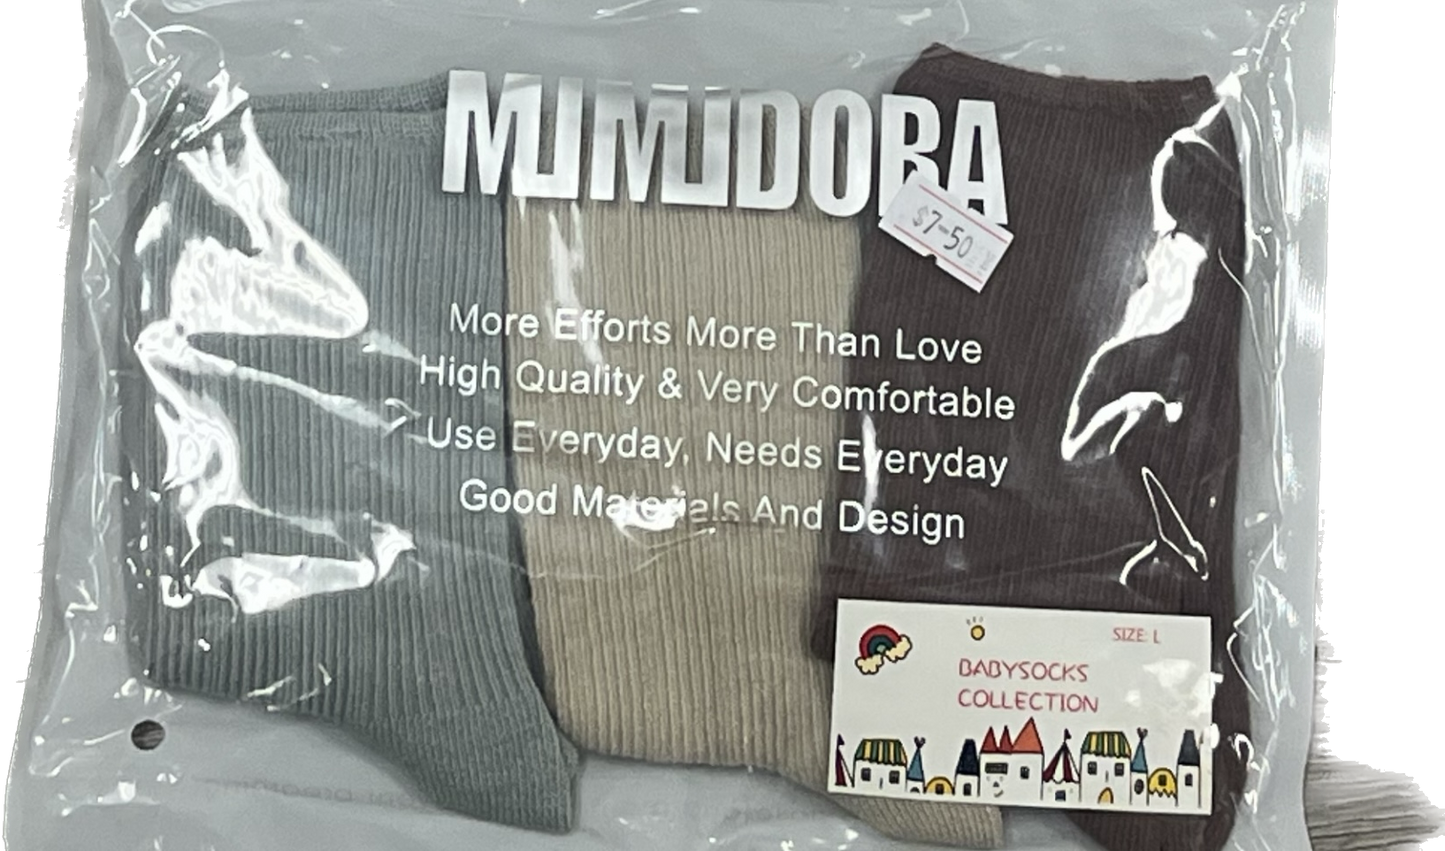 MIMIDORA
$7-50
More Efforts More Than Love
High Quality & Very Comfortable
Use Everyday, Needs Everyday
Good Materials And Design
SIZE: L
BABYSOCKS
COLLECTION